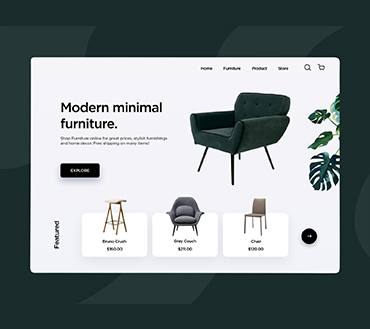 Home Furniture Product Store
Modern minimal
furniture.
Shop Furniture online for great prices, stylish furnishings
and home decor. Free shipping on many items!
EXPLORE
Featured
Bruno Crush
$160.00
Grey Couch
$211.00
Chair
$120.00